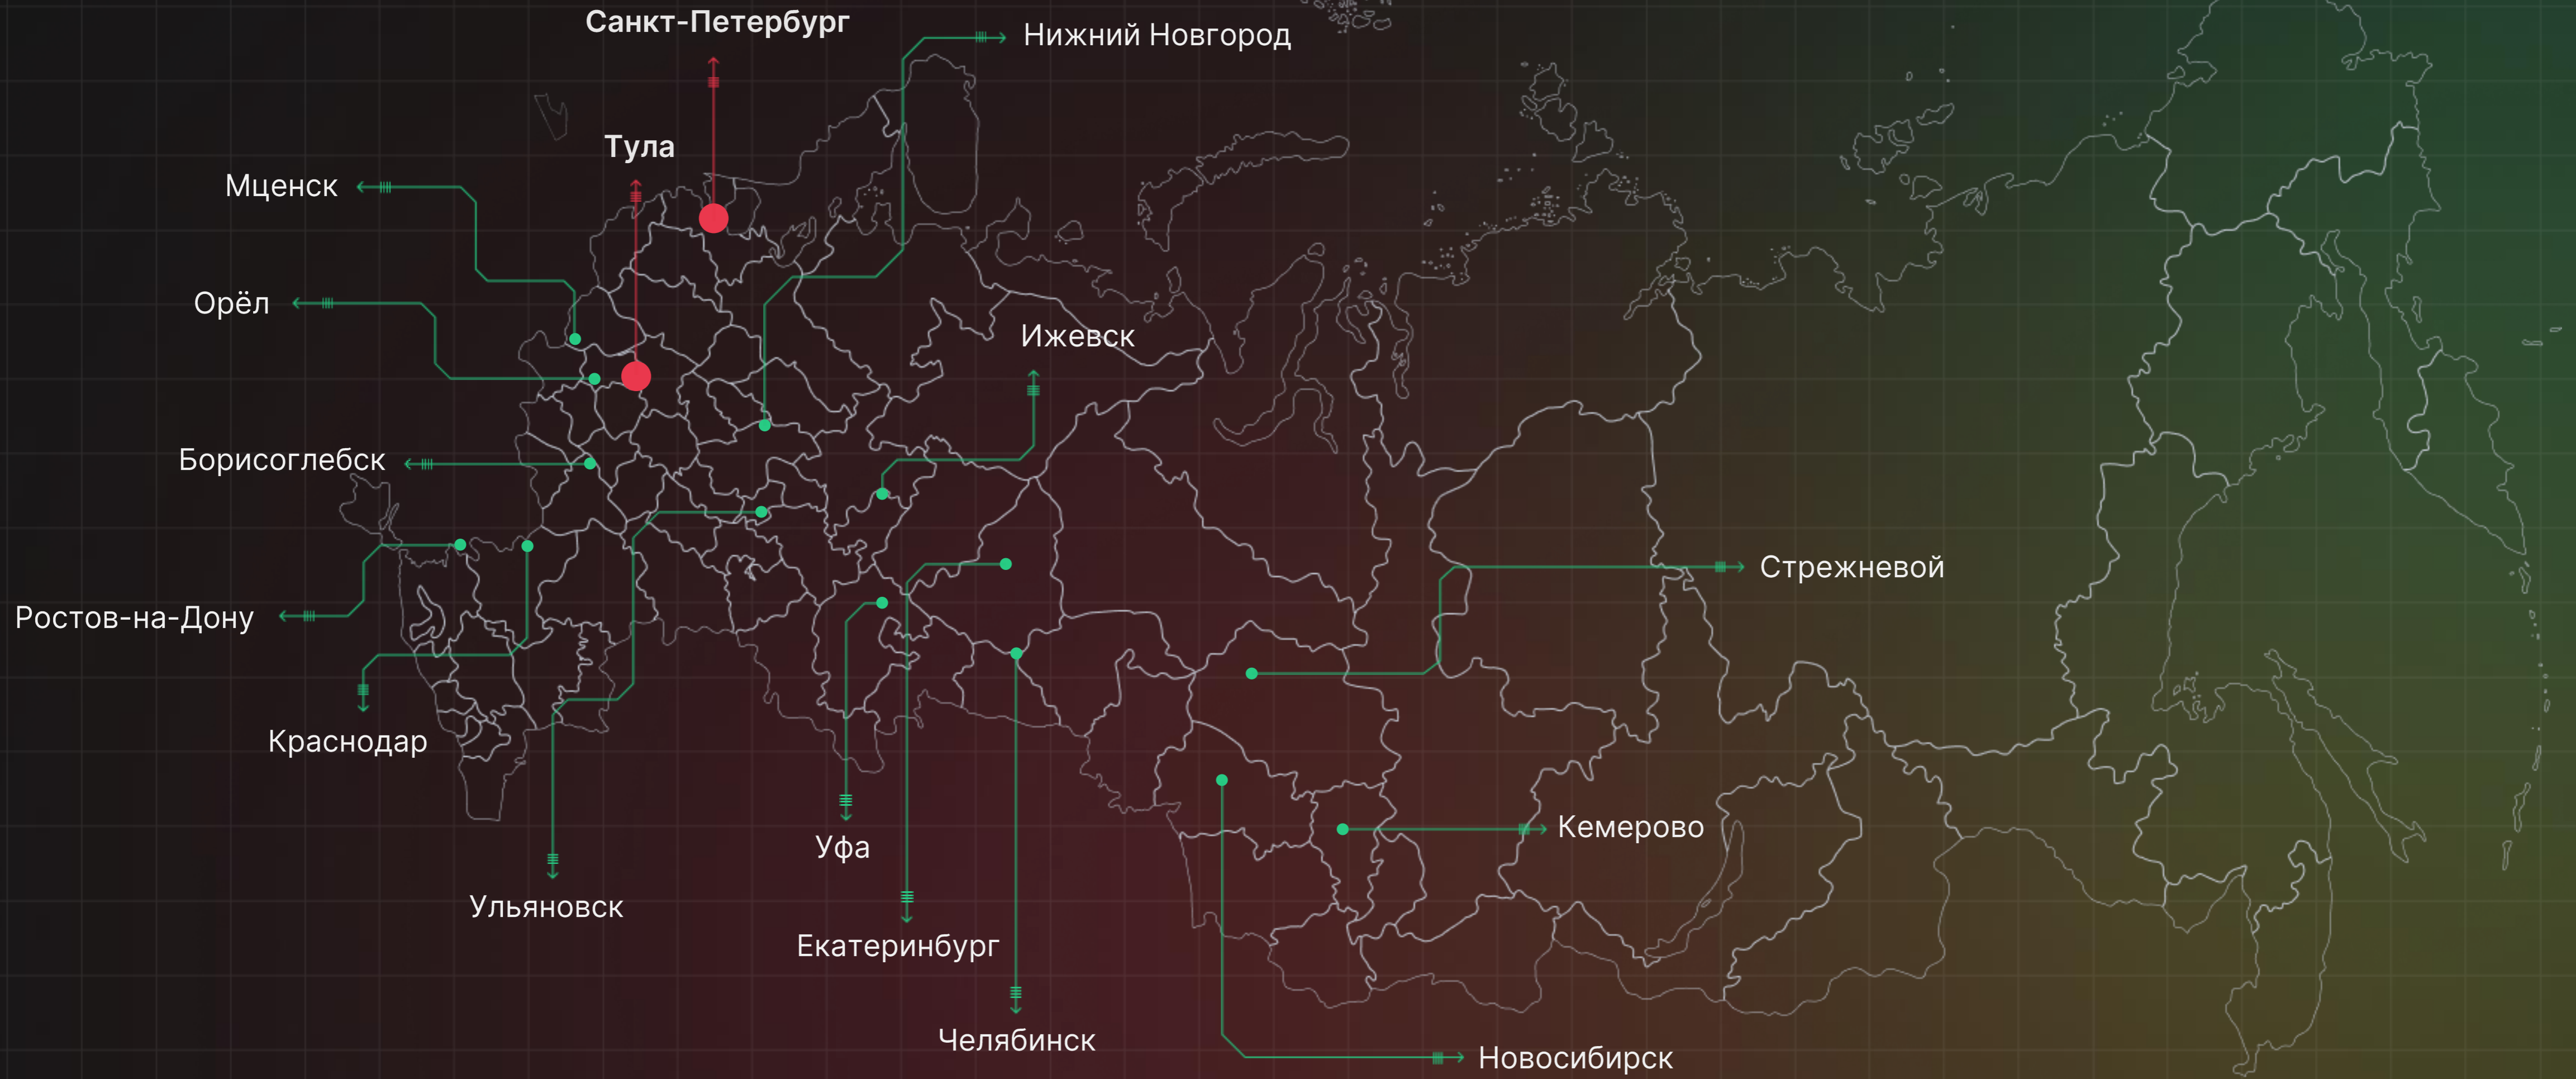 Санкт-Петербург
Нижний Новгород
Тула
Мценск
Орёл
Ижевск
Борисоглебск
Стрежневой
Ростов-на-Дону
Краснодар
Кемерово
Уфа
Ульяновск
Екатеринбург
Челябинск
Новосибирск